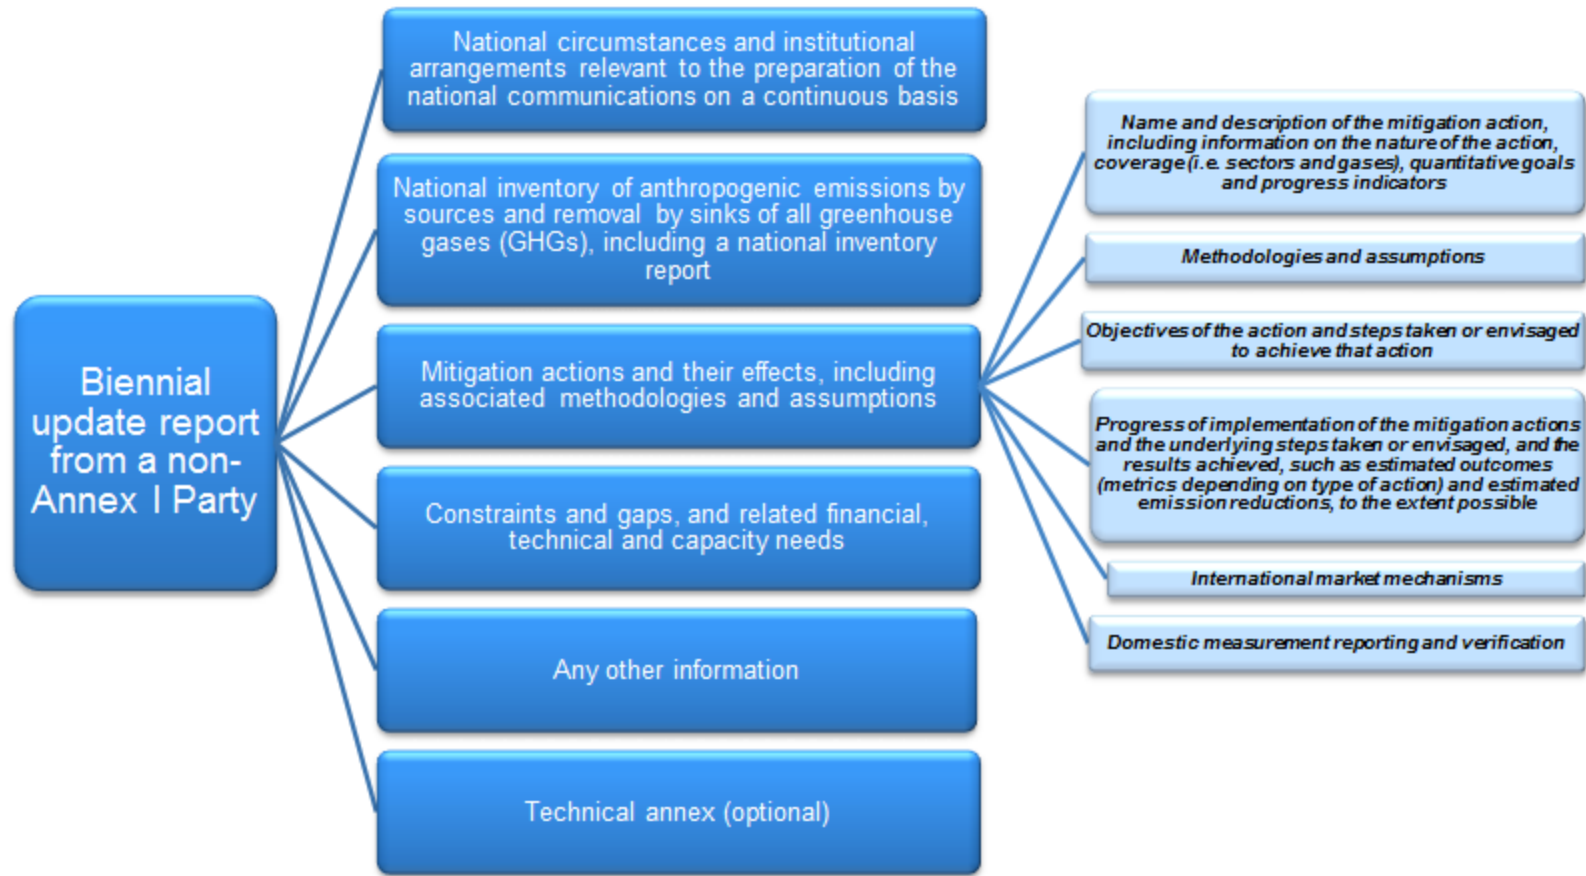 Biennial
update report
from a non-
Annex I Party
National circumstances and institutional
arrangements relevant to the preparation of the
national communications on a continuous basis
National inventory of anthropogenic emissions by
sources and removal by sinks of all greenhouse
gases (GHGs), including a national inventory
report
Mitigation actions and their effects, including
associated methodologies and assumptions
Constraints and gaps, and related financial,
technical and capacity needs
Any other information
Technical annex (optional)
Name and description of the mitigation action,
including information on the nature of the action,
coverage (i.e. sectors and gases), quantitative goals
and progress indicators
Methodologies and assumptions
Objectives of the action and steps taken or envisaged
to achieve that action
Progress of implementation of the mitigation actions
and the underlying steps taken or envisaged, and the
results achieved, such as estimated outcomes
(metrics depending on type of action) and estimated
emission reductions, to the extent possible
International market mechanisms
Domestic measurement reporting and verification